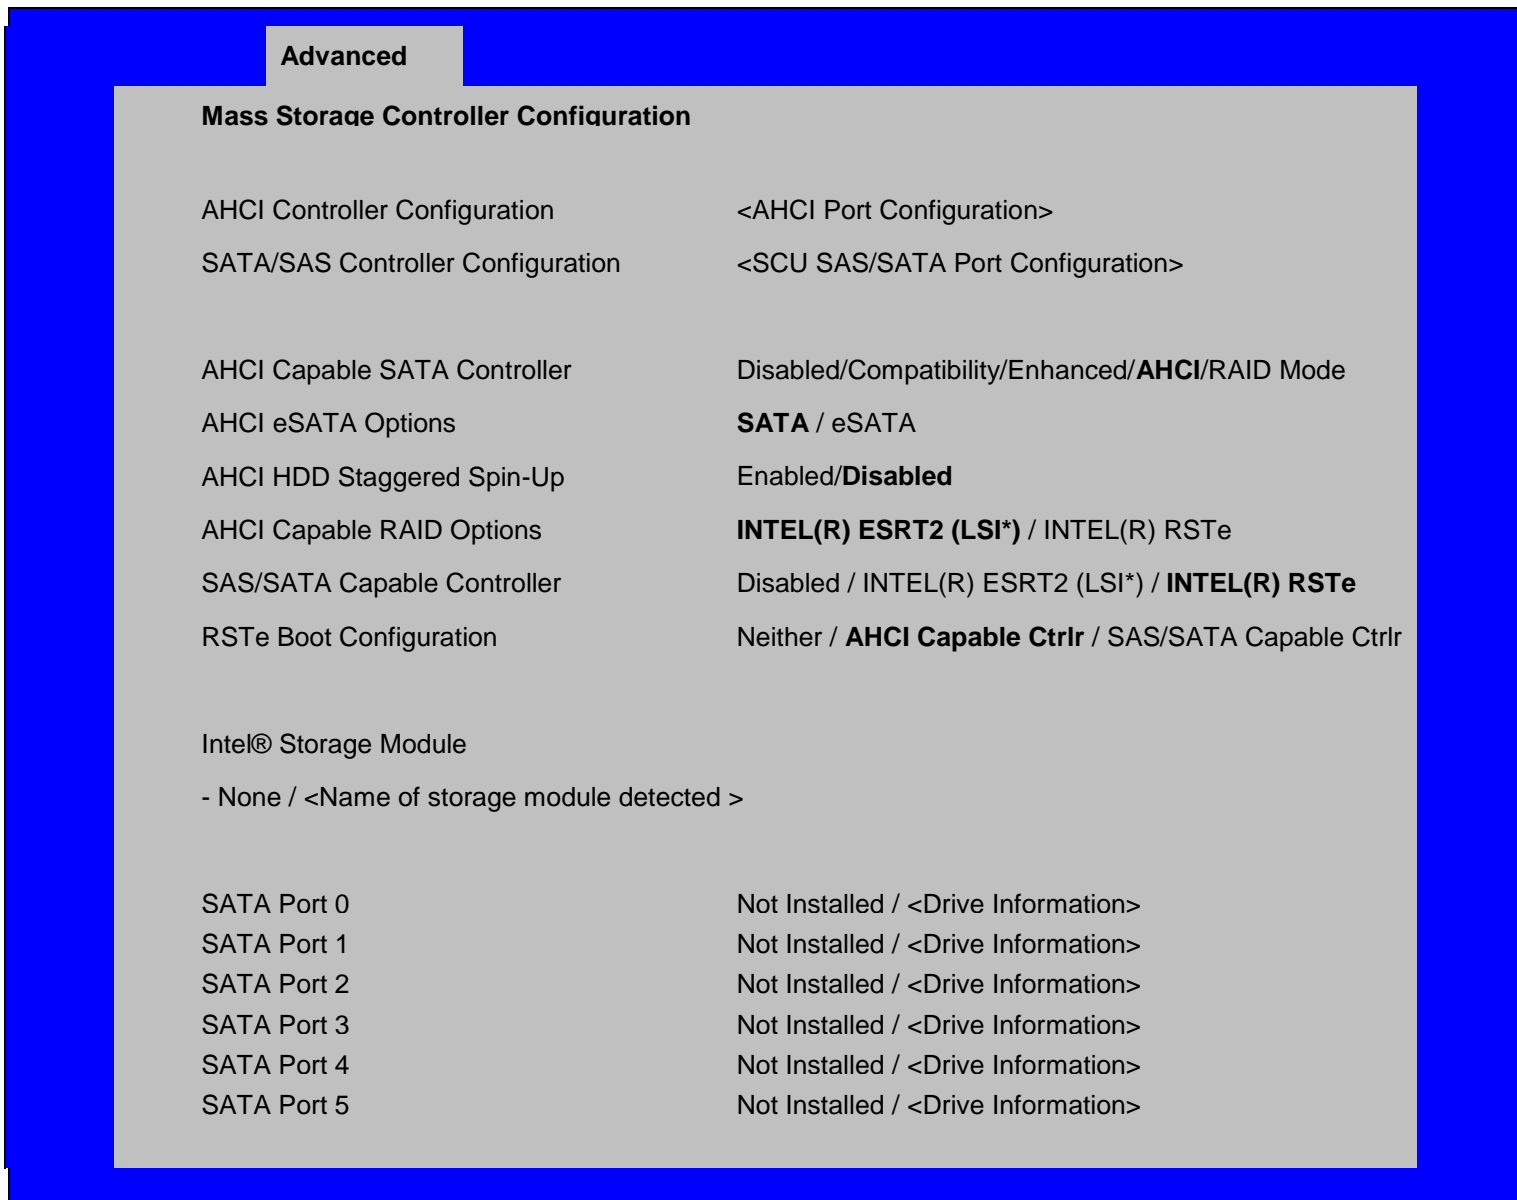 Advanced
Mass Storage Controller Configuration
AHCI Controller Configuration <AHCI Port Configuration>
SATA/SAS Controller Configuration <SCU SAS/SATA Port Configuration>
AHCI Capable SATA Controller Disabled/Compatibility/Enhanced/AHCI/RAID Mode
AHCI eSATA Options SATA / eSATA
AHCI HDD Staggered Spin-Up Enabled/Disabled
AHCI Capable RAID Options INTEL(R) ESRT2 (LSI*) / INTEL(R) RSTe
SAS/SATA Capable Controller Disabled / INTEL(R) ESRT2 (LSI*) / INTEL(R) RSTe
RSTe Boot Configuration Neither / AHCI Capable Ctrlr / SAS/SATA Capable Ctrlr
Intel® Storage Module
- None / <Name of storage module detected >
SATA Port 0 Not Installed / <Drive Information>
SATA Port 1 Not Installed / <Drive Information>
SATA Port 2 Not Installed / <Drive Information>
SATA Port 3 Not Installed / <Drive Information>
SATA Port 4 Not Installed / <Drive Information>
SATA Port 5 Not Installed / <Drive Information>